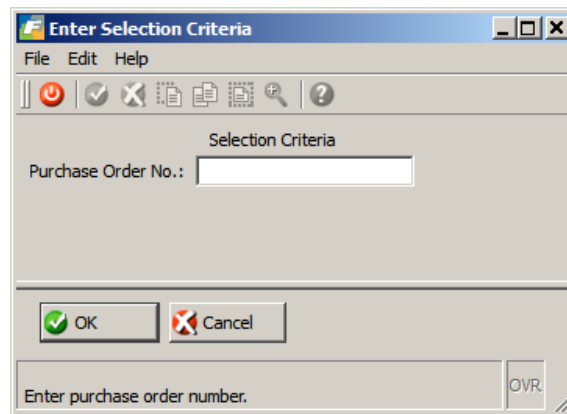 Enter Selection Criteria
File Edit Help
Selection Criteria
Purchase Order No.:
OK Cancel
Enter purchase order number.
OVR